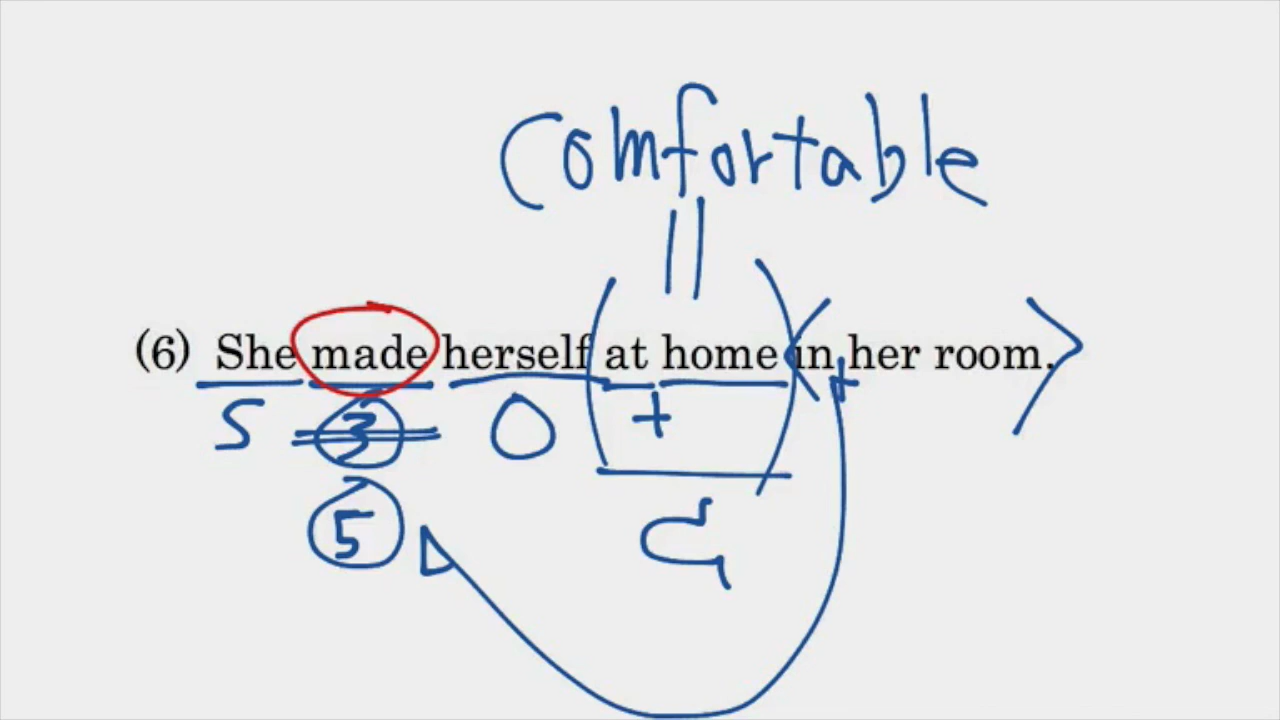 comfortable
(6) She made herself at home in her room.
S ③ O +　+
⑤ C